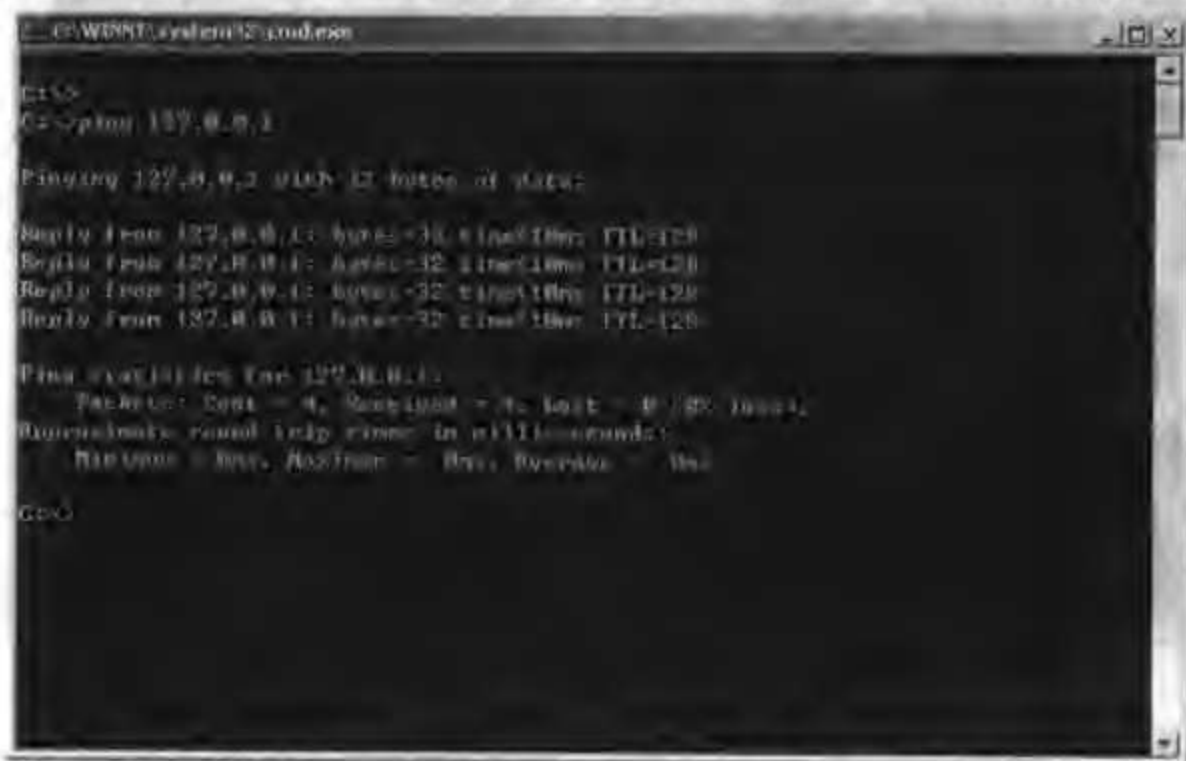 C:\WINNT\system32\cmd.exe
C:\>
C:\>ping 127.0.0.1
Pinging 127.0.0.1 with 32 bytes of data:
Reply from 127.0.0.1: bytes=32 time<10ms TTL=128
Reply from 127.0.0.1: bytes=32 time<10ms TTL=128
Reply from 127.0.0.1: bytes=32 time<10ms TTL=128
Reply from 127.0.0.1: bytes=32 time<10ms TTL=128
Ping statistics for 127.0.0.1:
Packets: Sent = 4, Received = 4, Lost = 0 (0% loss),
Approximate round trip times in milli-seconds:
Minimum = 0ms, Maximum = 0ms, Average = 0ms
C:\>